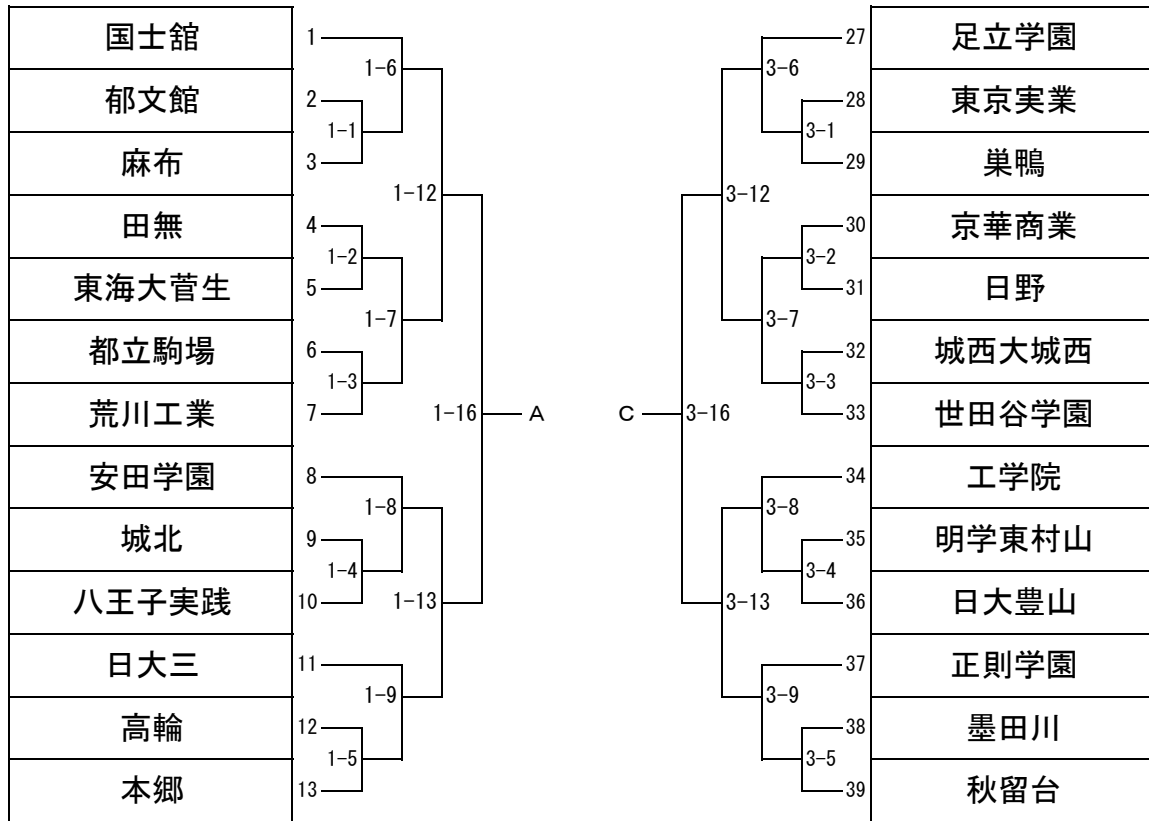 国士舘 1 27 足立学園
1-6 3-6
郁文館 2 28 東京実業
1-1 3-1
麻布 3 29 巣鴨
1-12 3-12
田無 4 30 京華商業
1-2 3-2
東海大菅生 5 31 日野
1-7 3-7
都立駒場 6 32 城西大城西
1-3 3-3
荒川工業 7 1-16 A C 3-16 33 世田谷学園
安田学園 8 34 工学院
1-8 3-8
城北 9 35 明学東村山
1-4 3-4
八王子実践 10 1-13 3-13 36 日大豊山
日大三 11 37 正則学園
1-9 3-9
高輪 12 38 墨田川
1-5 3-5
本郷 13 39 秋留台